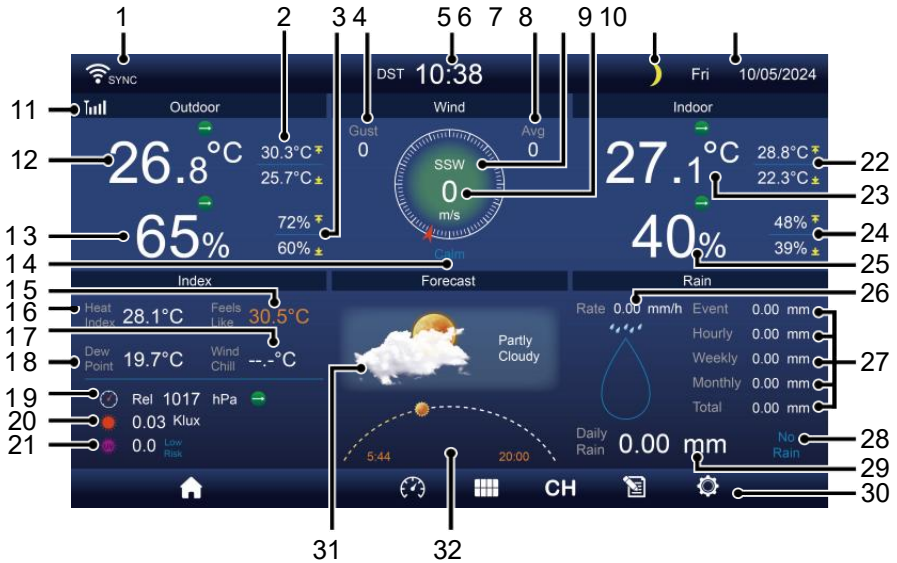 1 2 3 4 5 6 7 8 9 10
SYNC DST 10:38 Fri 10/05/2024
11 Outdoor Wind Indoor
12 26.8°C 30.3°C 25.7°C
Gust 0
Avg 0
SSW
0
m/s
27.1°C 28.8°C 22.3°C 22
23
13 65% 72% 60%
40% 48% 39% 24
25
14 Calm
Index Forecast Rain
15
16 Heat Index 28.1°C Feels Like 30.5°C
17
18 Dew Point 19.7°C Wind Chill --.-°C
19 Rel 1017 hPa
20 0.03 Klux
21 0.0 Low Risk
Partly
Cloudy
5:44 20:00
26
Rate 0.00 mm/h Event 0.00 mm
Hourly 0.00 mm
Weekly 0.00 mm 27
Monthly 0.00 mm
Total 0.00 mm
Daily Rain 0.00 mm No Rain 28
29
CH 30
31 32